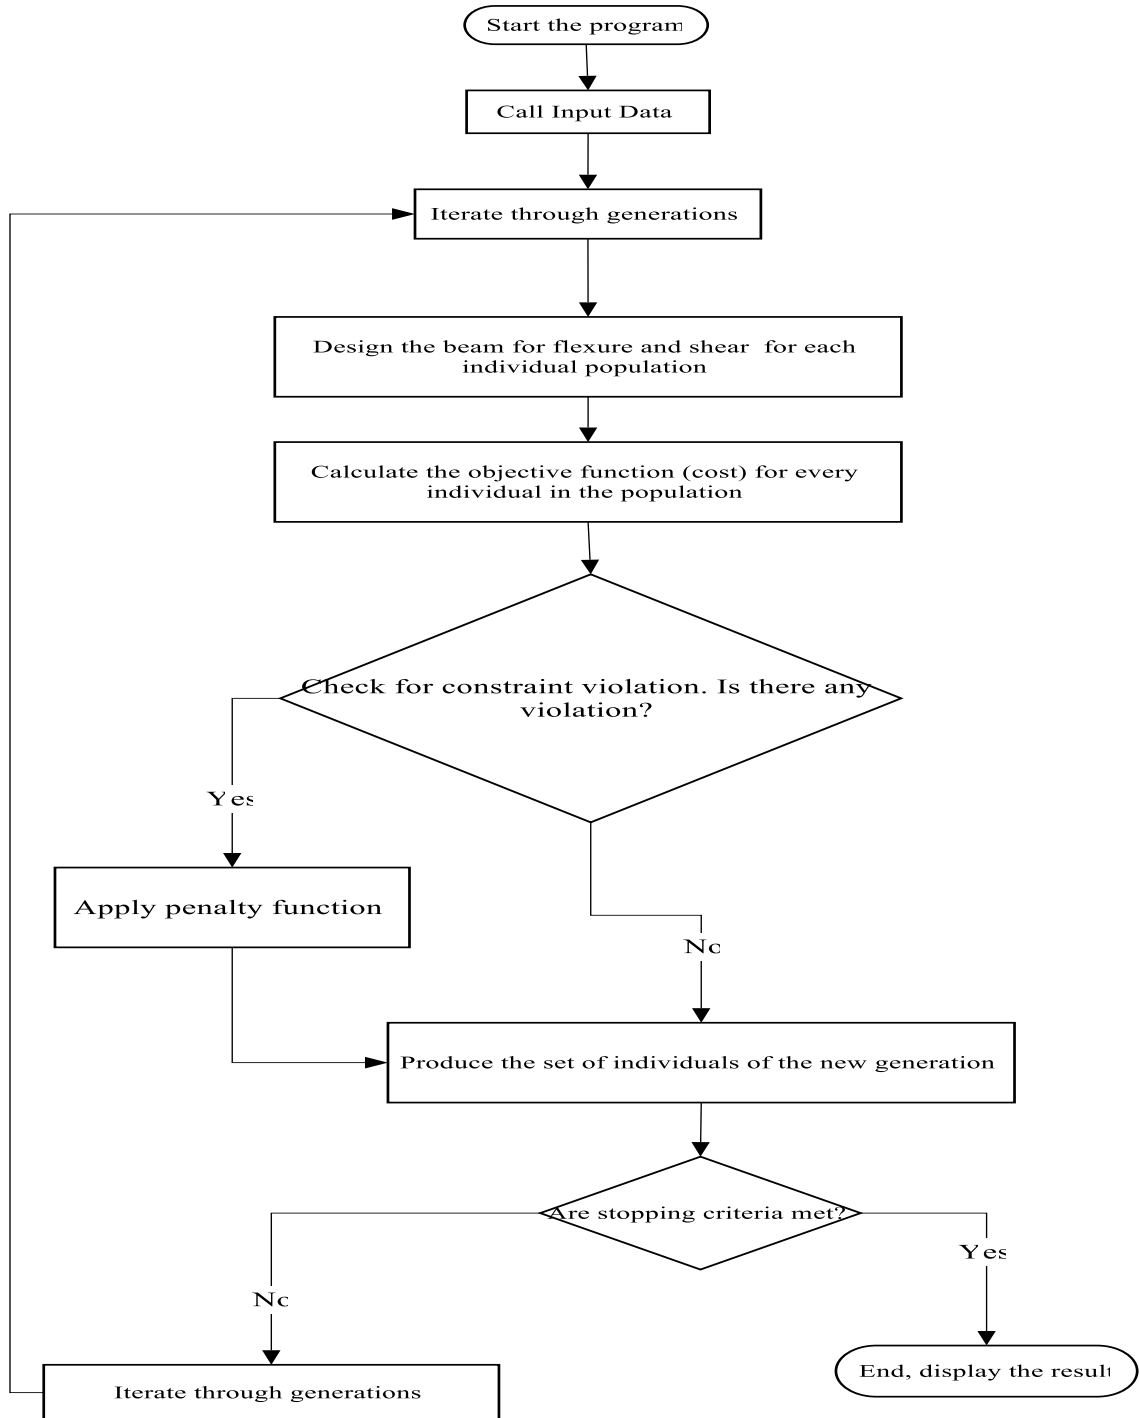 Start the program
Call Input Data
Iterate through generations
Design the beam for flexure and shear for each
individual population
Calculate the objective function (cost) for every
individual in the population
Check for constraint violation. Is there any
violation?
Yes
Apply penalty function
No
Produce the set of individuals of the new generation
Are stopping criteria met?
Yes
No
Iterate through generations
End, display the result